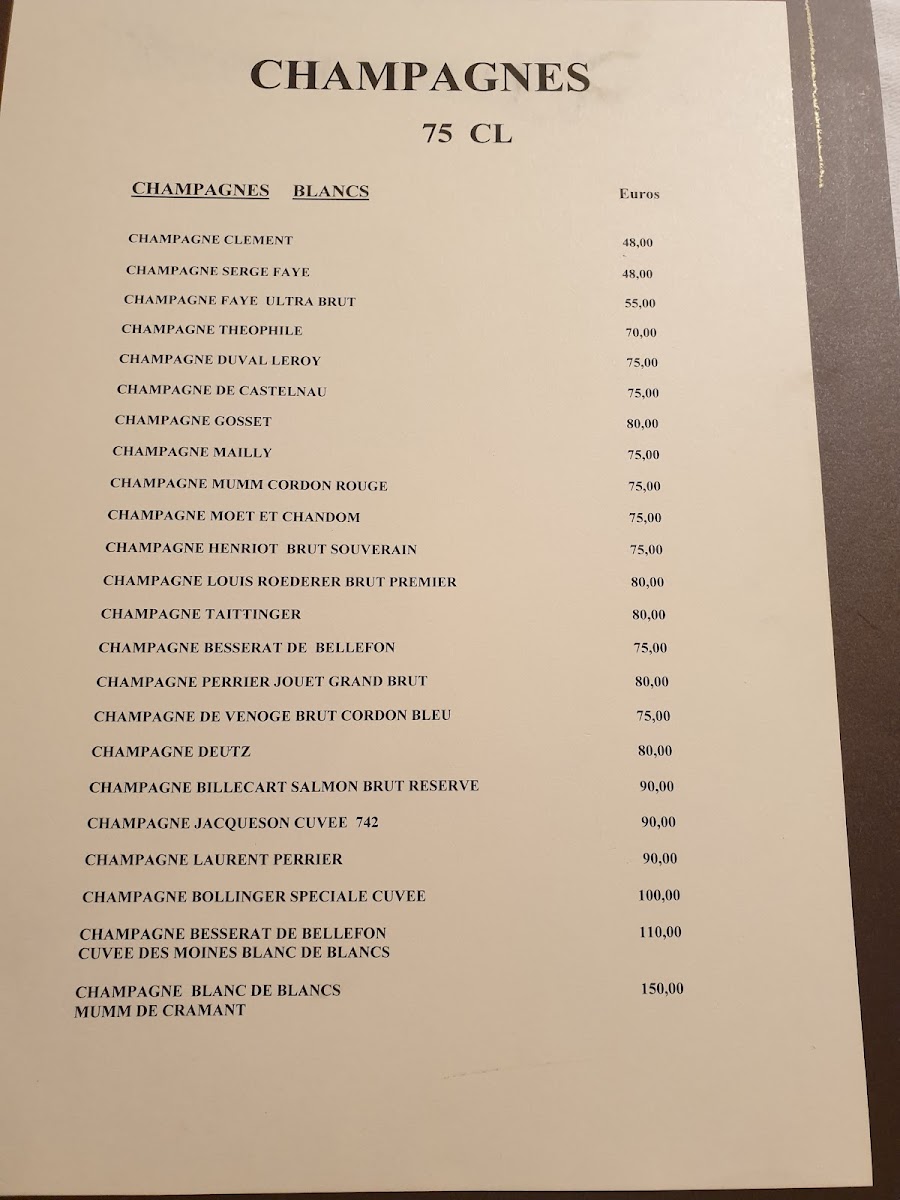 CHAMPAGNES
75 CL
CHAMPAGNES BLANCS Euros
CHAMPAGNE CLEMENT 48,00
CHAMPAGNE SERGE FAYE 48,00
CHAMPAGNE FAYE ULTRA BRUT 55,00
CHAMPAGNE THEOPHILE 70,00
CHAMPAGNE DUVAL LEROY 75,00
CHAMPAGNE DE CASTELNAU 75,00
CHAMPAGNE GOSSET 80,00
CHAMPAGNE MAILLY 75,00
CHAMPAGNE MUMM CORDON ROUGE 75,00
CHAMPAGNE MOET ET CHANDOM 75,00
CHAMPAGNE HENRIOT BRUT SOUVERAIN 75,00
CHAMPAGNE LOUIS ROEDERER BRUT PREMIER 80,00
CHAMPAGNE TAITTINGER 80,00
CHAMPAGNE BESSERAT DE BELLEFON 75,00
CHAMPAGNE PERRIER JOUET GRAND BRUT 80,00
CHAMPAGNE DE VENOGE BRUT CORDON BLEU 75,00
CHAMPAGNE DEUTZ 80,00
CHAMPAGNE BILLECART SALMON BRUT RESERVE 90,00
CHAMPAGNE JACQUESON CUVEE 742 90,00
CHAMPAGNE LAURENT PERRIER 90,00
CHAMPAGNE BOLLINGER SPECIALE CUVEE 100,00
CHAMPAGNE BESSERAT DE BELLEFON 110,00
CUVEE DES MOINES BLANC DE BLANCS
CHAMPAGNE BLANC DE BLANCS 150,00
MUMM DE CRAMANT